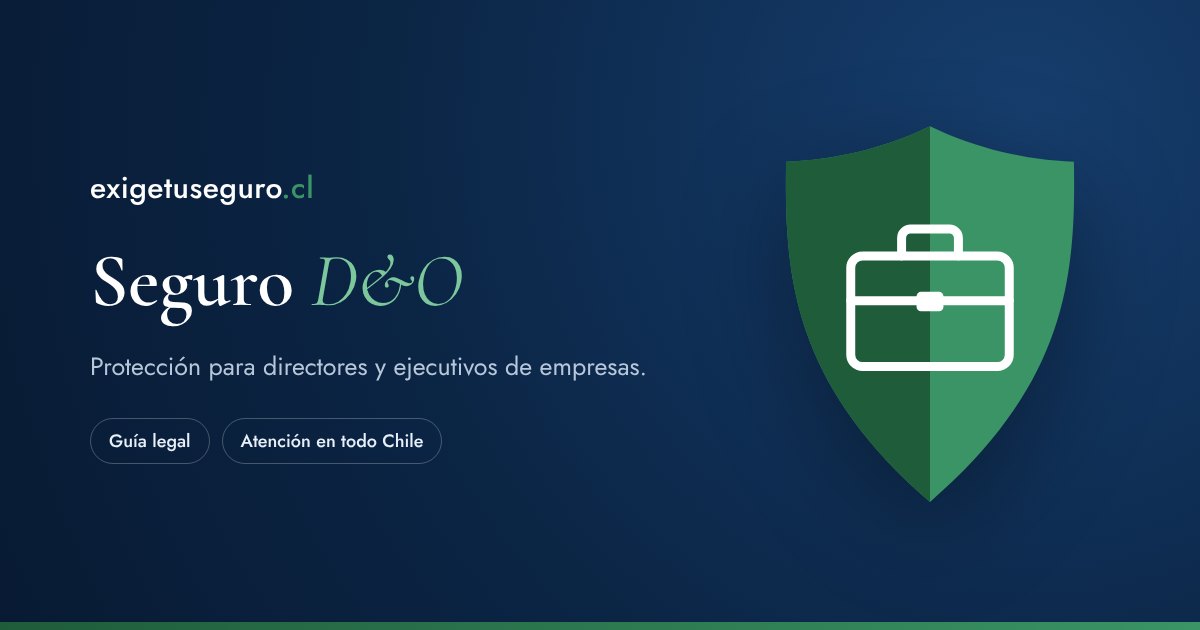 exigetuseguro.cl
Seguro D&O
Protección para directores y ejecutivos de empresas.
Guía legal
Atención en todo Chile